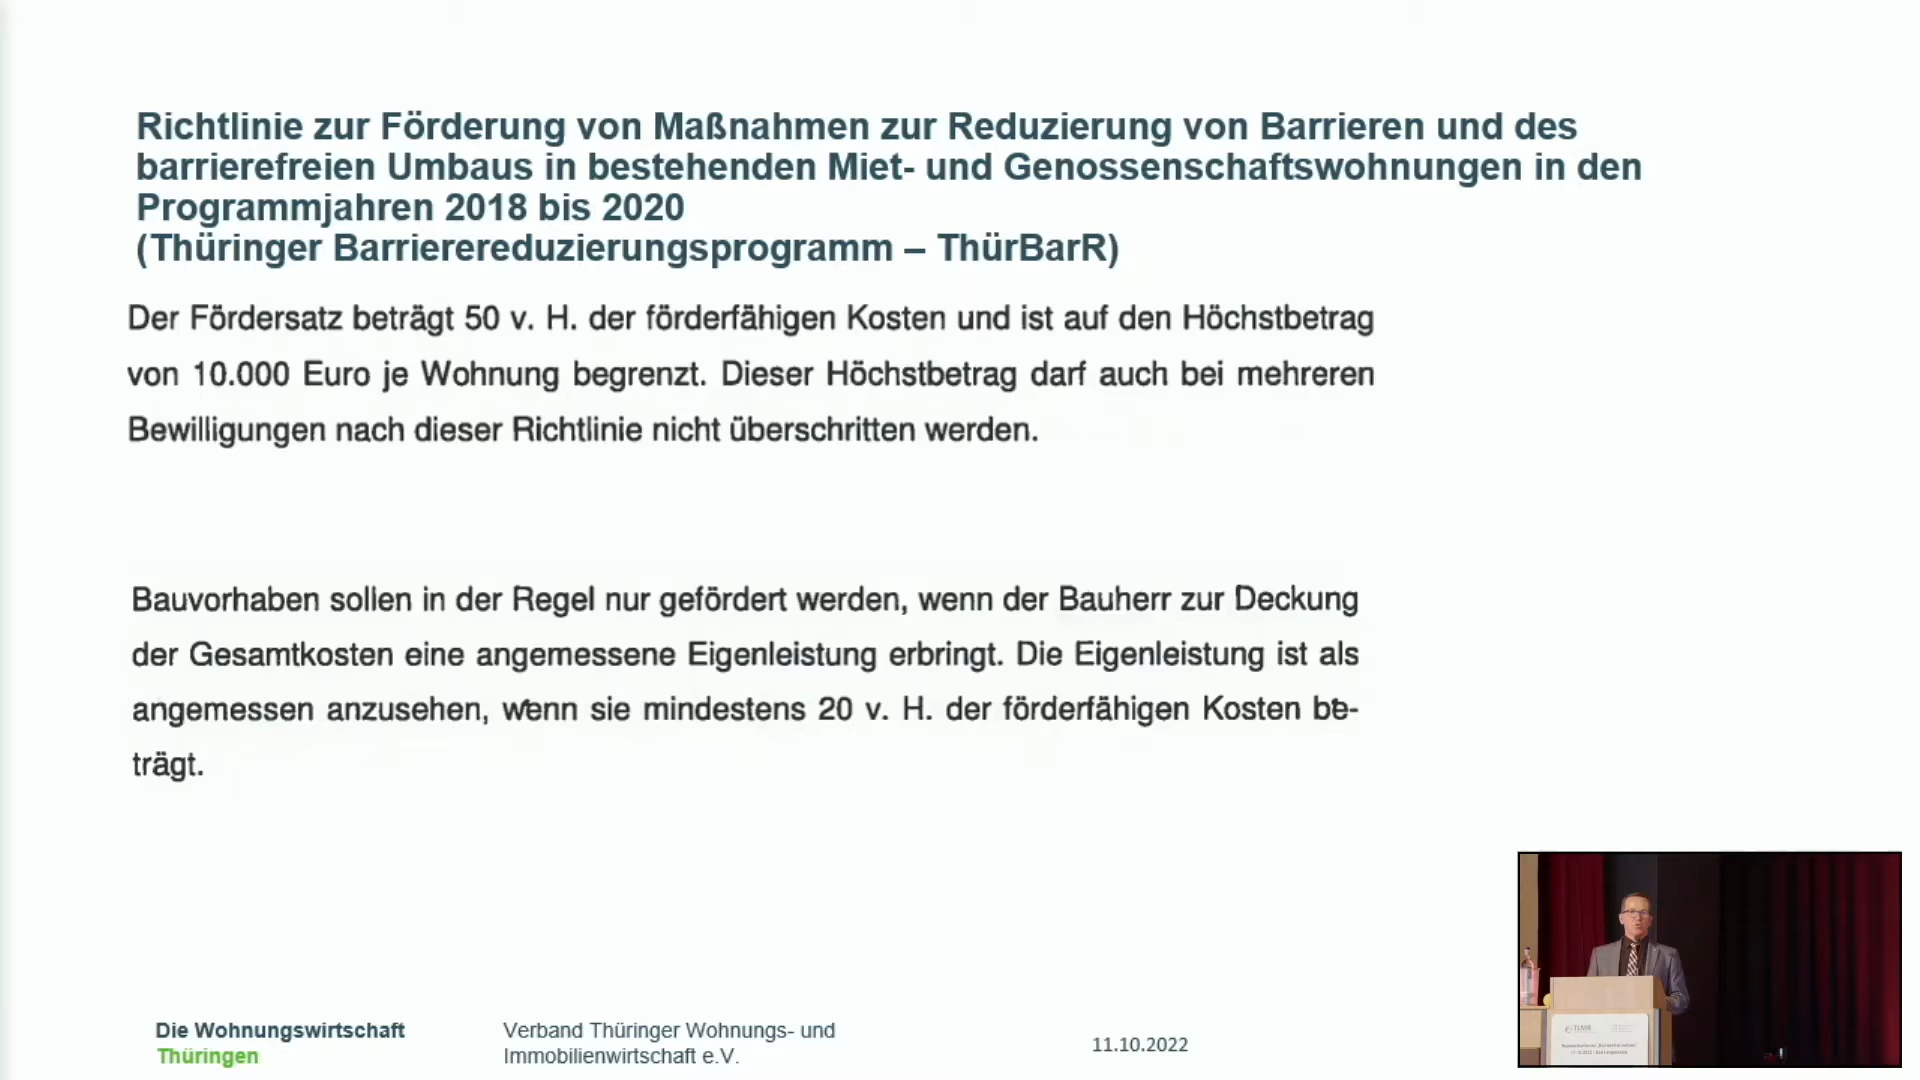 Richtlinie zur Förderung von Maßnahmen zur Reduzierung von Barrieren und des
barrierefreien Umbaus in bestehenden Miet- und Genossenschaftswohnungen in den
Programmjahren 2018 bis 2020
(Thüringer Barrierereduzierungsprogramm – ThürBarR)
Der Fördersatz beträgt 50 v. H. der förderfähigen Kosten und ist auf den Höchstbetrag
von 10.000 Euro je Wohnung begrenzt. Dieser Höchstbetrag darf auch bei mehreren
Bewilligungen nach dieser Richtlinie nicht überschritten werden.
Bauvorhaben sollen in der Regel nur gefördert werden, wenn der Bauherr zur Deckung
der Gesamtkosten eine angemessene Eigenleistung erbringt. Die Eigenleistung ist als
angemessen anzusehen, wenn sie mindestens 20 v. H. der förderfähigen Kosten be-
trägt.
Die Wohnungswirtschaft
Thüringen
Verband Thüringer Wohnungs- und
Immobilienwirtschaft e.V.
11.10.2022
TLMB